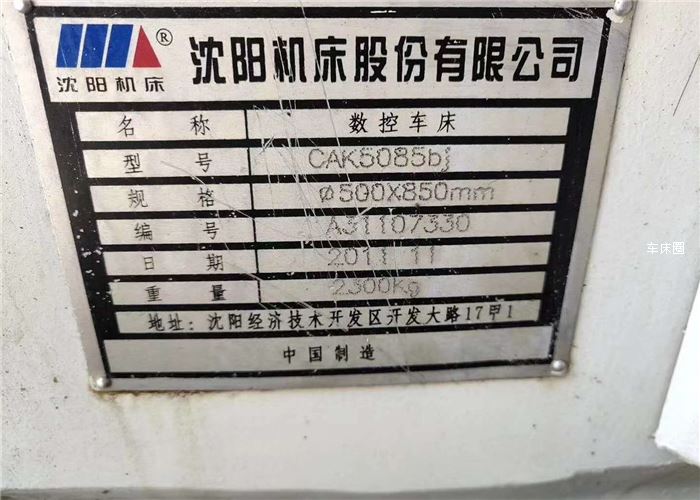 沈阳机床® 沈阳机床股份有限公司
名 称 数控车床
型 号 CAK5085bj
规 格 ø500X850mm
编 号 A31107330
日 期 2011 11
重 量 2300Kg
地址: 沈阳经济技术开发区开发大路17甲1
中国制造
车床圈